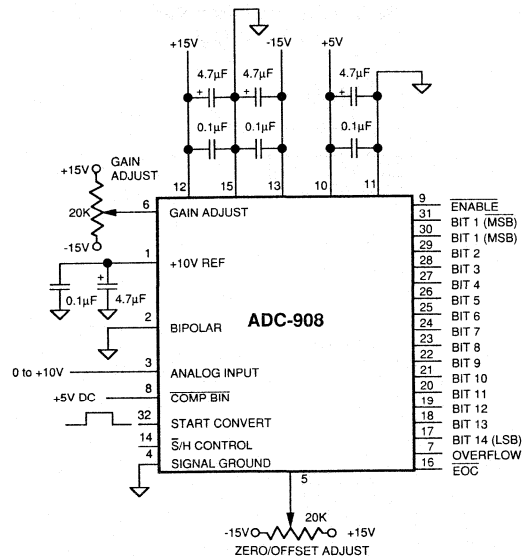 +15V
-15V
+5V
4.7µF
4.7µF
4.7µF
0.1µF
0.1µF
0.1µF
12
15
13
10
11
GAIN
ADJUST
+15V
20K
-15V
6
GAIN ADJUST
1
+10V REF
0.1µF
4.7µF
2
BIPOLAR
ADC-908
0 to +10V
3
ANALOG INPUT
+5V DC
8
COMP BIN
32
START CONVERT
14
S/H CONTROL
4
SIGNAL GROUND
9 ENABLE
31 BIT 1 (MSB)
30 BIT 1 (MSB)
29 BIT 2
28 BIT 3
27 BIT 4
26 BIT 5
25 BIT 6
24 BIT 7
23 BIT 8
22 BIT 9
21 BIT 10
20 BIT 11
19 BIT 12
18 BIT 13
17 BIT 14 (LSB)
7 OVERFLOW
16 EOC
5
20K
-15V
+15V
ZERO/OFFSET ADJUST